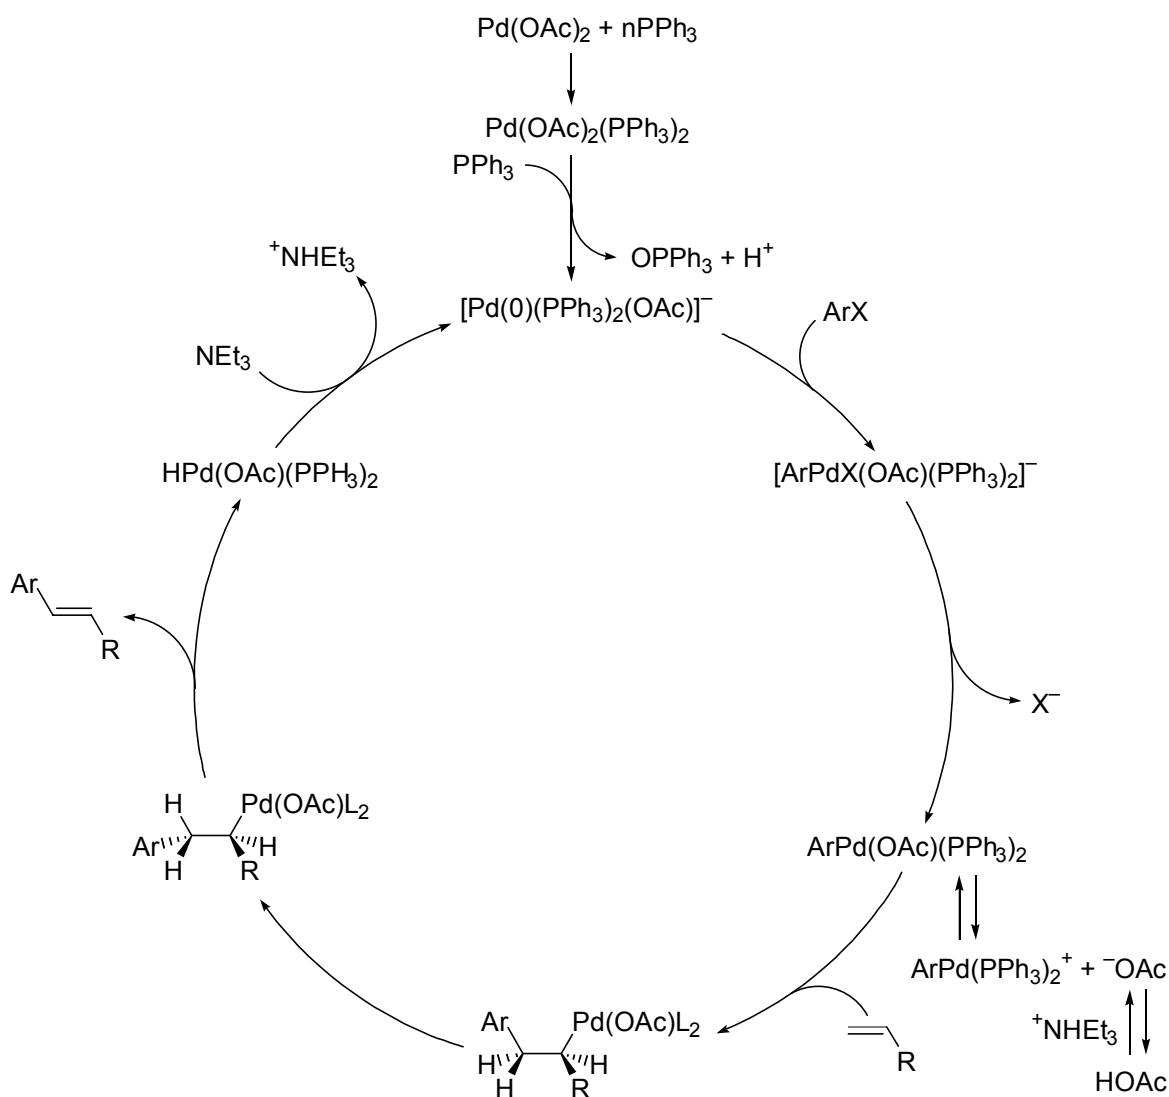 Pd(OAc)₂ + nPPh₃
Pd(OAc)₂(PPh₃)₂
PPh₃
OPPh₃ + H⁺
⁺NHEt₃
[Pd(0)(PPh₃)₂(OAc)]⁻
ArX
NEt₃
HPd(OAc)(PPH₃)₂
[ArPdX(OAc)(PPh₃)₂]⁻
Ar
R
X⁻
H
Pd(OAc)L₂
Ar
H
H
R
ArPd(OAc)(PPh₃)₂
ArPd(PPh₃)₂⁺ + ⁻OAc
Ar
Pd(OAc)L₂
H
H
H
R
R
⁺NHEt₃
HOAc